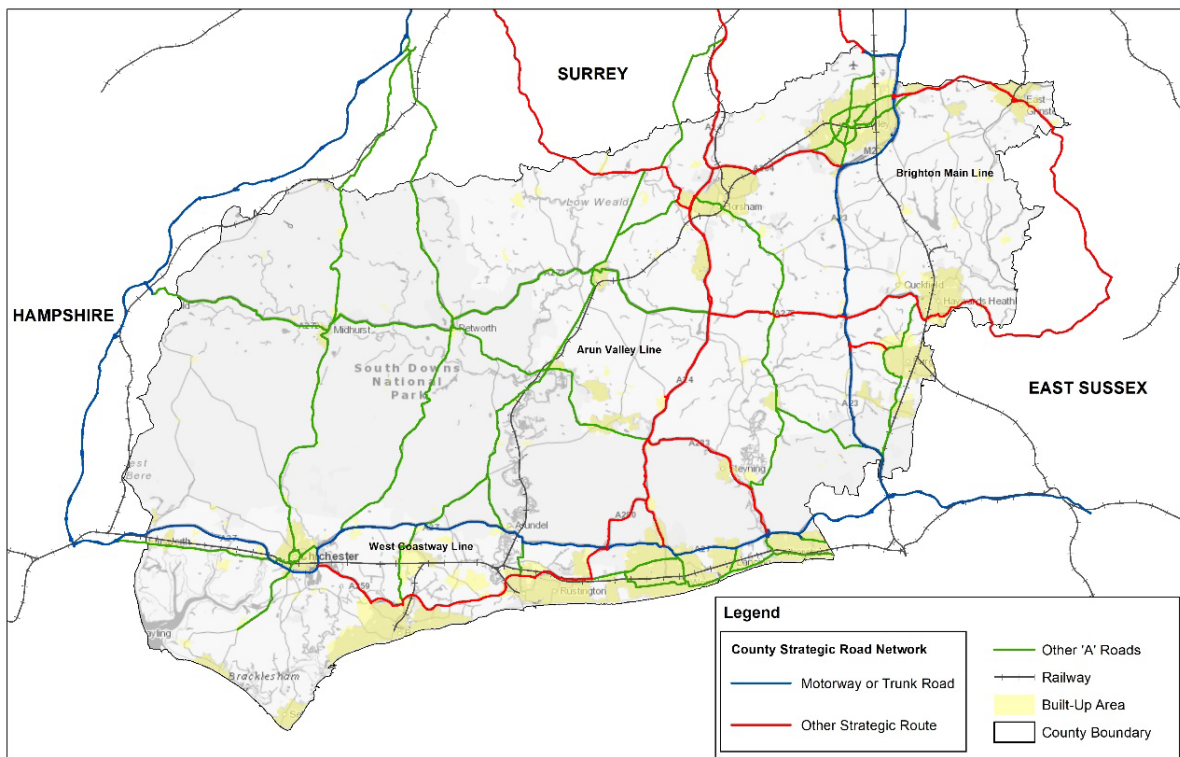 SURREY
East
Brighton Main Line
A23
Low Weald
Horsham
Cuckfield
Haywards Heath
HAMPSHIRE
A272
Midhurst
Petworth
Arun Valley Line
South Downs
National
Park
A24
A23
EAST SUSSEX
A283
Steyning
A280
Arundel
A27
A27
Chichester
West Coastway Line
A259
Rustington
Bracklesham
Legend
County Strategic Road Network
Motorway or Trunk Road
Other Strategic Route
Other 'A' Roads
Railway
Built-Up Area
County Boundary